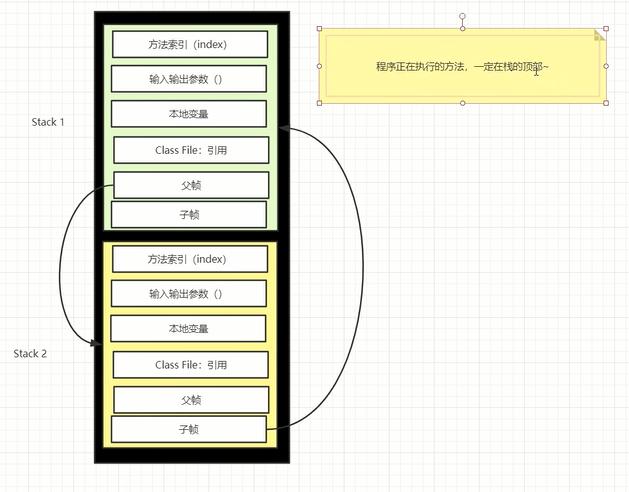 方法索引（index）
输入输出参数（）
本地变量
Class File：引用
父帧
子帧
Stack 1
方法索引（index）
输入输出参数（）
本地变量
Class File：引用
父帧
子帧
Stack 2
程序正在执行的方法，一定在栈的顶部~